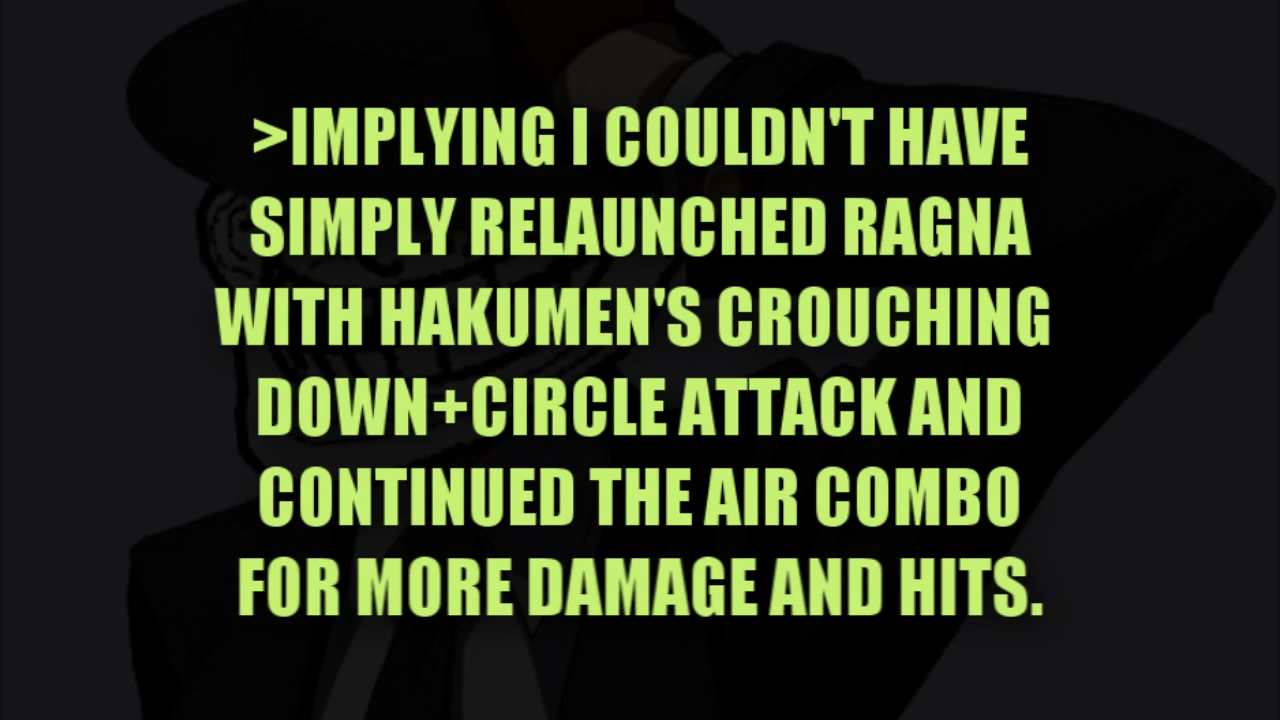 >IMPLYING I COULDN'T HAVE
SIMPLY RELAUNCHED RAGNA
WITH HAKUMEN'S CROUCHING
DOWN+CIRCLE ATTACK AND
CONTINUED THE AIR COMBO
FOR MORE DAMAGE AND HITS.